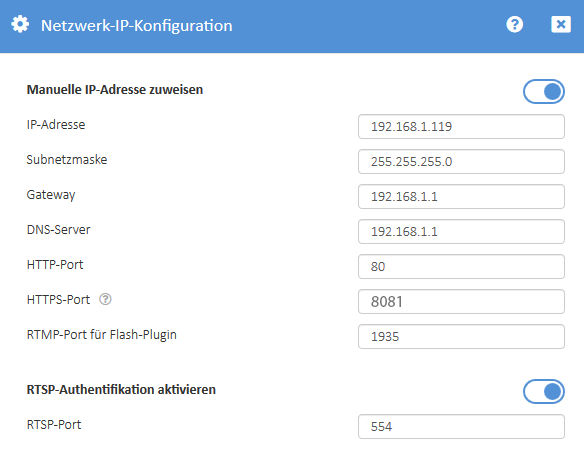 Netzwerk-IP-Konfiguration
Manuelle IP-Adresse zuweisen
IP-Adresse 192.168.1.119
Subnetzmaske 255.255.255.0
Gateway 192.168.1.1
DNS-Server 192.168.1.1
HTTP-Port 80
HTTPS-Port 8081
RTMP-Port für Flash-Plugin 1935
RTSP-Authentifikation aktivieren
RTSP-Port 554